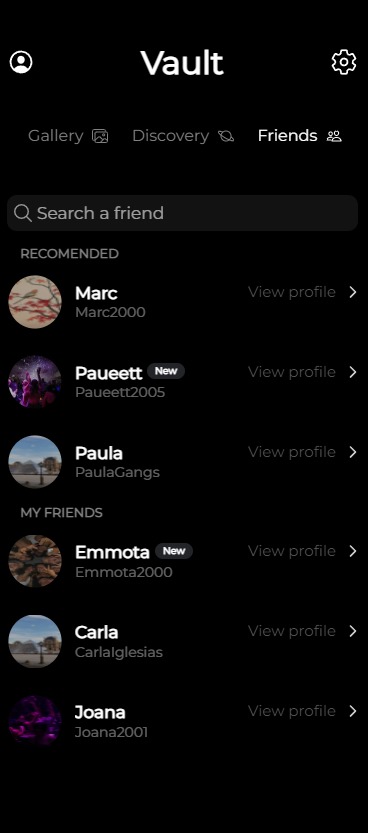 Vault
Gallery Discovery Friends
Search a friend
RECOMENDED
Marc View profile
Marc2000
Paueett New View profile
Paueett2005
Paula View profile
PaulaGangs
MY FRIENDS
Emmota New View profile
Emmota2000
Carla View profile
CarlaIglesias
Joana View profile
Joana2001